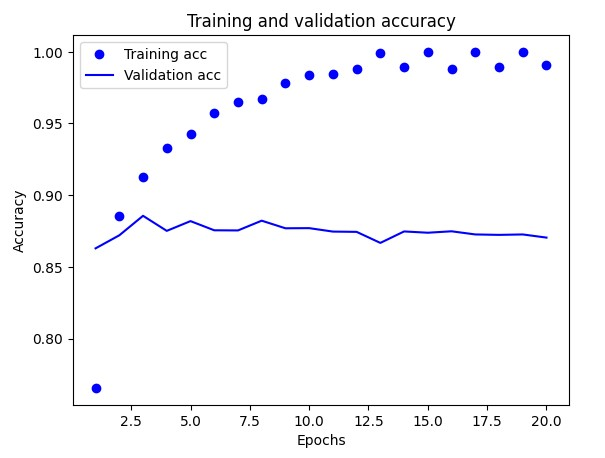 Training and validation accuracy
Training acc
Validation acc
1.00
0.95
0.90
0.85
0.80
Accuracy
2.5 5.0 7.5 10.0 12.5 15.0 17.5 20.0
Epochs